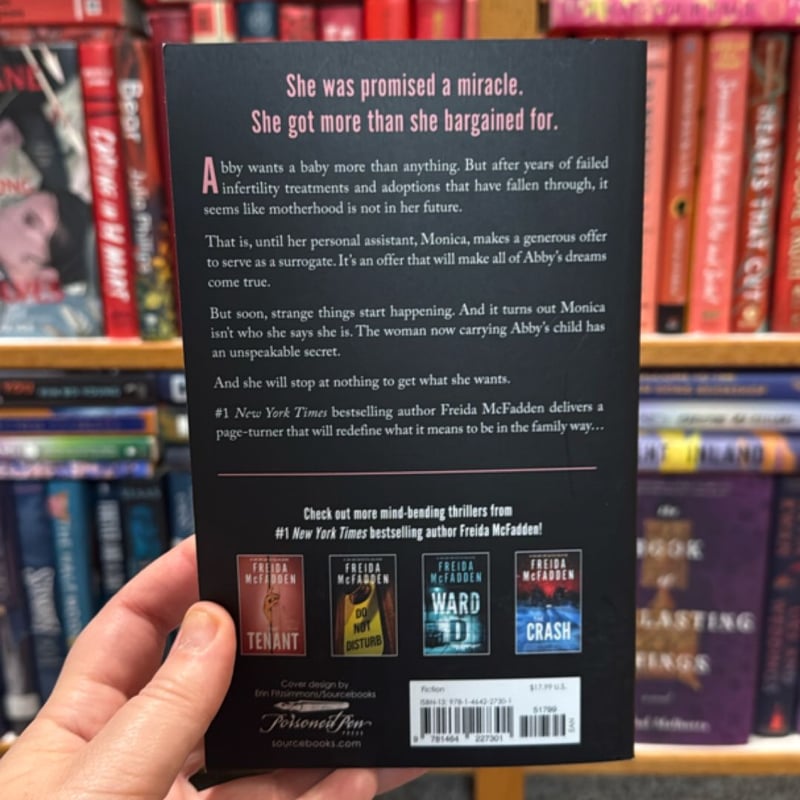 She was promised a miracle.
She got more than she bargained for.
Abby wants a baby more than anything. But after years of failed
infertility treatments and adoptions that have fallen through, it
seems like motherhood is not in her future.
That is, until her personal assistant, Monica, makes a generous offer
to serve as a surrogate. It's an offer that will make all of Abby's dreams
come true.
But soon, strange things start happening. And it turns out Monica
isn't who she says she is. The woman now carrying Abby's child has
an unspeakable secret.
And she will stop at nothing to get what she wants.
#1 New York Times bestselling author Freida McFadden delivers a
page-turner that will redefine what it means to be in the family way...
Check out more mind-bending thrillers from
#1 New York Times bestselling author Freida McFadden!
FREIDA
McFADDEN
TENANT
FREIDA
McFADDEN
DO
NOT
DISTURB
FREIDA
McFADDEN
WARD
D
FREIDA
McFADDEN
CRASH
Cover design by
Erin Fitzsimmons/Sourcebooks
Poisoned Pen
PRESS
sourcebooks.com
Fiction
$17.99 U.S.
ISBN-13: 978-1-4642-2730-1
51799
9 781464 227301
EAN
Bear
HEARTS THAT CUT
INLAND
the
BOOK
of